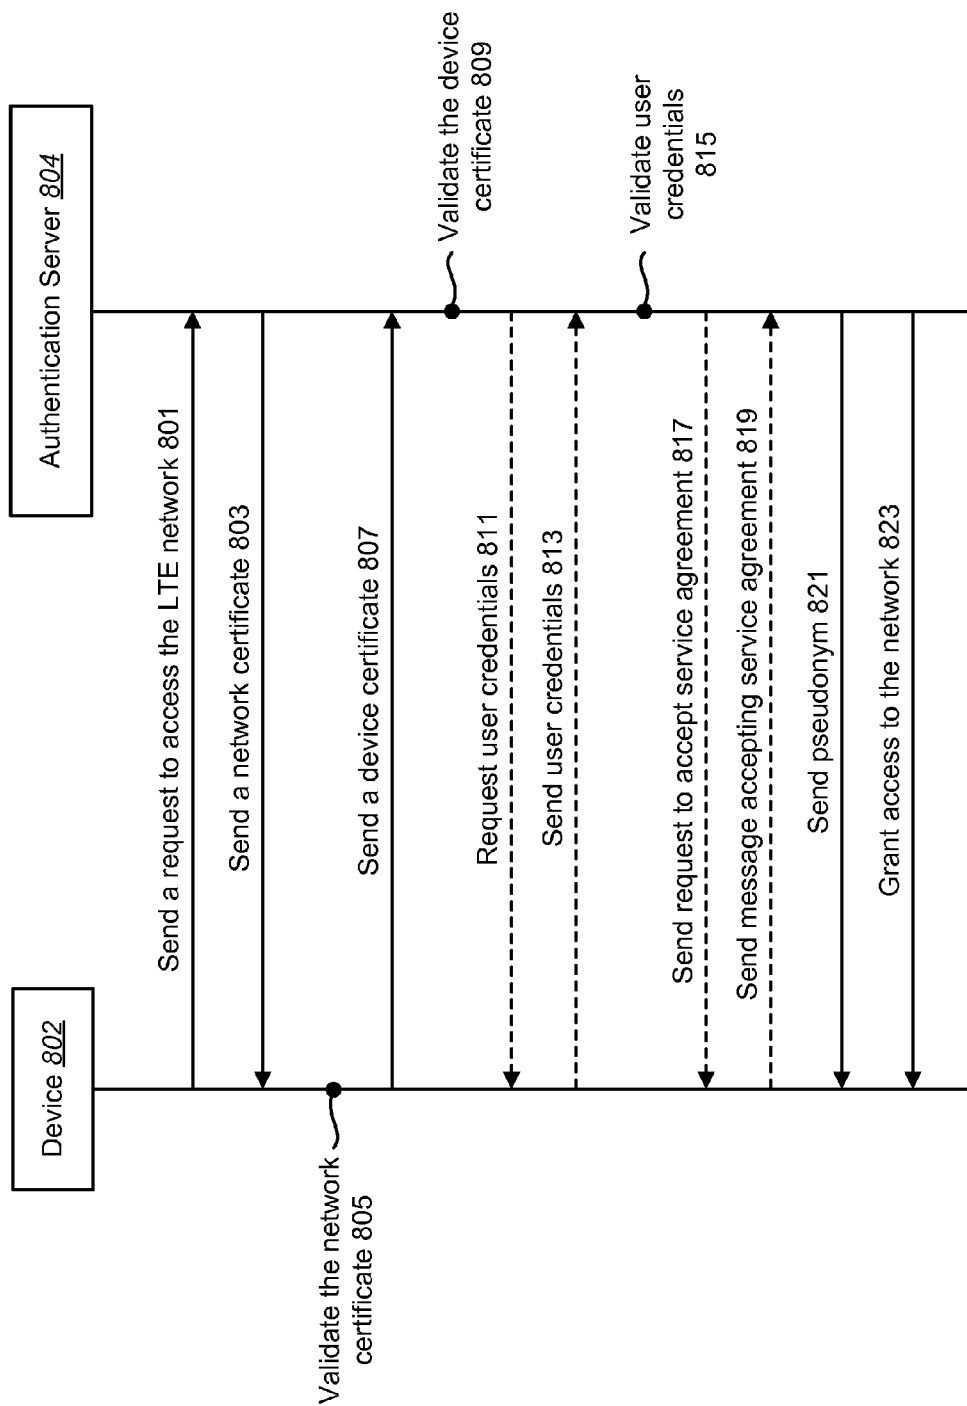 Device 802
Authentication Server 804
Send a request to access the LTE network 801
Send a network certificate 803
Validate the network
certificate 805
Send a device certificate 807
Validate the device
certificate 809
Request user credentials 811
Send user credentials 813
Validate user
credentials
815
Send request to accept service agreement 817
Send message accepting service agreement 819
Send pseudonym 821
Grant access to the network 823